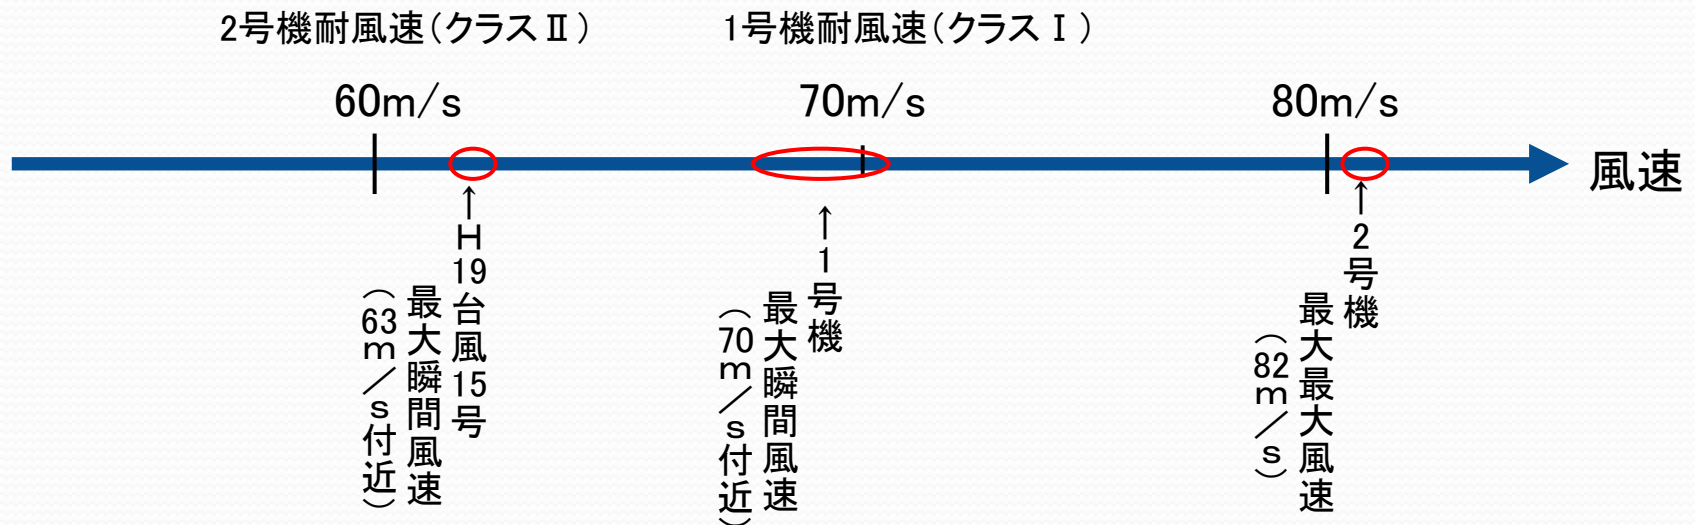 2号機耐風速(クラスⅡ)
1号機耐風速(クラスⅠ)
60m/s
70m/s
80m/s
風速
←H19台風15号
最大瞬間風速
(63m/s付近)
←1号機
最大瞬間風速
(70m/s付近)
←2号機
最大最大風速
(82m/s)